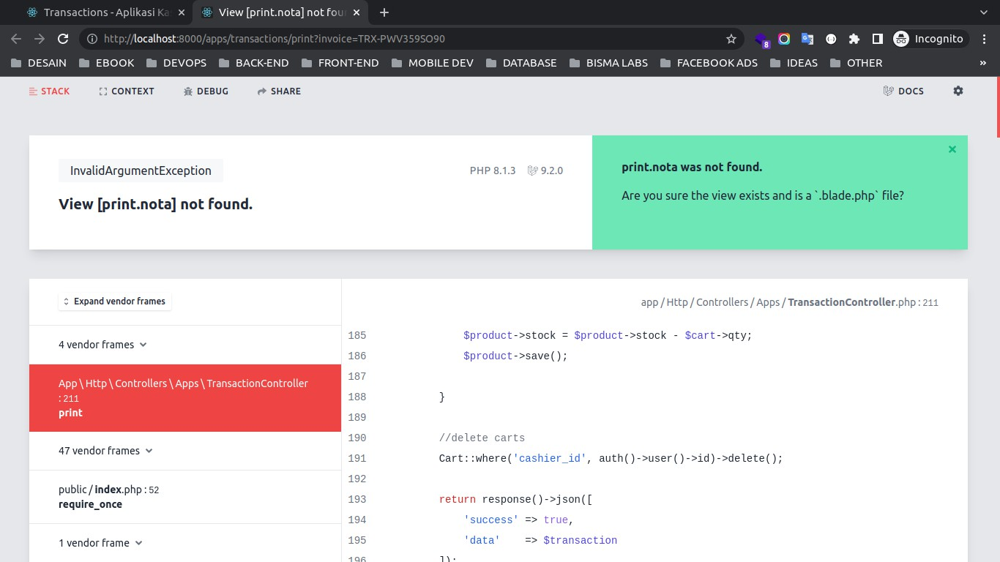 Transactions - Aplikasi Ka
View [print.nota] not fou
http://localhost:8000/apps/transactions/print?invoice=TRX-PWV359SO90
8
Incognito
DESAIN EBOOK DEVOPS BACK-END FRONT-END MOBILE DEV DATABASE BISMA LABS FACEBOOK ADS IDEAS OTHER »
STACK CONTEXT DEBUG SHARE DOCS
InvalidArgumentException
PHP 8.1.3 9.2.0
View [print.nota] not found.
print.nota was not found.
Are you sure the view exists and is a `.blade.php` file?
Expand vendor frames
4 vendor frames
App \ Http \ Controllers \ Apps \ TransactionController
: 211
print
47 vendor frames
public / index.php : 52
require_once
1 vendor frame
app / Http / Controllers / Apps / TransactionController.php : 211
185 $product->stock = $product->stock - $cart->qty;
186 $product->save();
187
188 }
189
190 //delete carts
191 Cart::where('cashier_id', auth()->user()->id)->delete();
192
193 return response()->json([
194 'success' => true,
195 'data' => $transaction
196 ]);